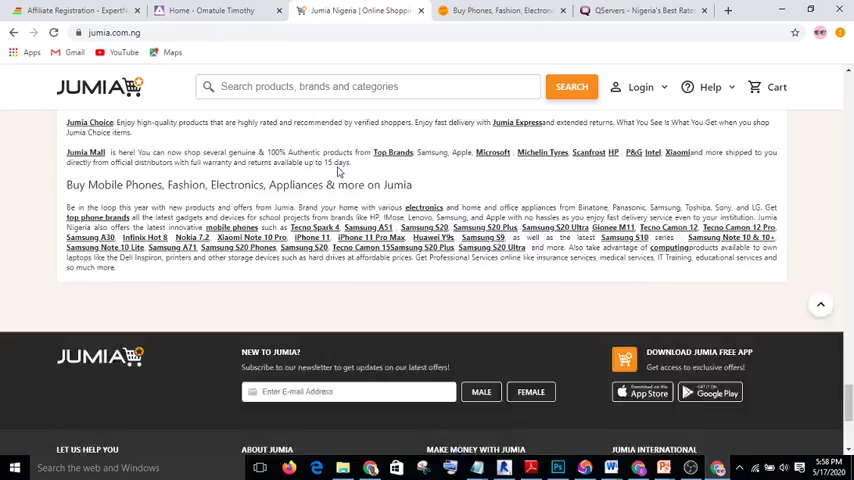 Affiliate Registration - ExpertN
Home - Omatule Timothy
Jumia Nigeria | Online Shoppin
Buy Phones, Fashion, Electroni
QServers - Nigeria's Best Rate
jumia.com.ng
Apps
Gmail
YouTube
Maps
JUMIA
Search products, brands and categories
SEARCH
Login
Help
Cart
Jumia Choice: Enjoy high-quality products that are highly rated and recommended by verified shoppers. Enjoy fast delivery with Jumia Expressand extended returns. What You See Is What You Get when you shop
Jumia Choice items.
Jumia Mall is here! You can now shop several genuine & 100% Authentic products from Top Brands: Samsung, Apple, Microsoft , Michelin Tyres, Scanfrost HP, P&G Intel, Xiaomiand more shipped to you
directly from official distributors with full warranty and returns available up to 15 days.
Buy Mobile Phones, Fashion, Electronics, Appliances & more on Jumia
Be in the loop this year with new products and offers from Jumia. Brand your home with various electronics and home and office appliances from Binatone, Panasonic, Samsung, Toshiba, Sony, and LG. Get
top phone brands all the latest gadgets and devices for school projects from brands like HP, IMose, Lenovo, Samsung, and Apple with no hassles as you enjoy fast delivery service even to your institution. Jumia
Nigeria also offers the latest innovative mobile phones such as Tecno Spark 4, Samsung A51, Samsung S20, Samsung S20 Plus, Samsung S20 Ultra Gionee M11, Tecno Camon 12, Tecno Camon 12 Pro,
Samsung A30, Infinix Hot 8, Nokia 7.2, Xiaomi Note 10 Pro, iPhone 11, iPhone 11 Pro Max, Huawei Y9s, Samsung S9, as well as the latest Samsung S10 series Samsung Note 10 & 10+,
Samsung Note 10 Lite, Samsung A71, Samsung S20 Phones, Samsung S20, Tecno Camon 15Samsung S20 Plus, Samsung S20 Ultra and more. Also take advantage of computingproducts available to own
laptops like the Dell Inspiron, printers and other storage devices such as hard drives at affordable prices. Get Professional Services online like insurance services, medical services, IT Training, educational services and
so much more.
JUMIA
NEW TO JUMIA?
Subscribe to our newsletter to get updates on our latest offers!
Enter E-mail Address
MALE
FEMALE
DOWNLOAD JUMIA FREE APP
Get access to exclusive offers!
Download on the
App Store
GET IT ON
Google Play
LET US HELP YOU
ABOUT JUMIA
MAKE MONEY WITH JUMIA
JUMIA INTERNATIONAL
Search the web and Windows
5:58 PM
5/17/2020